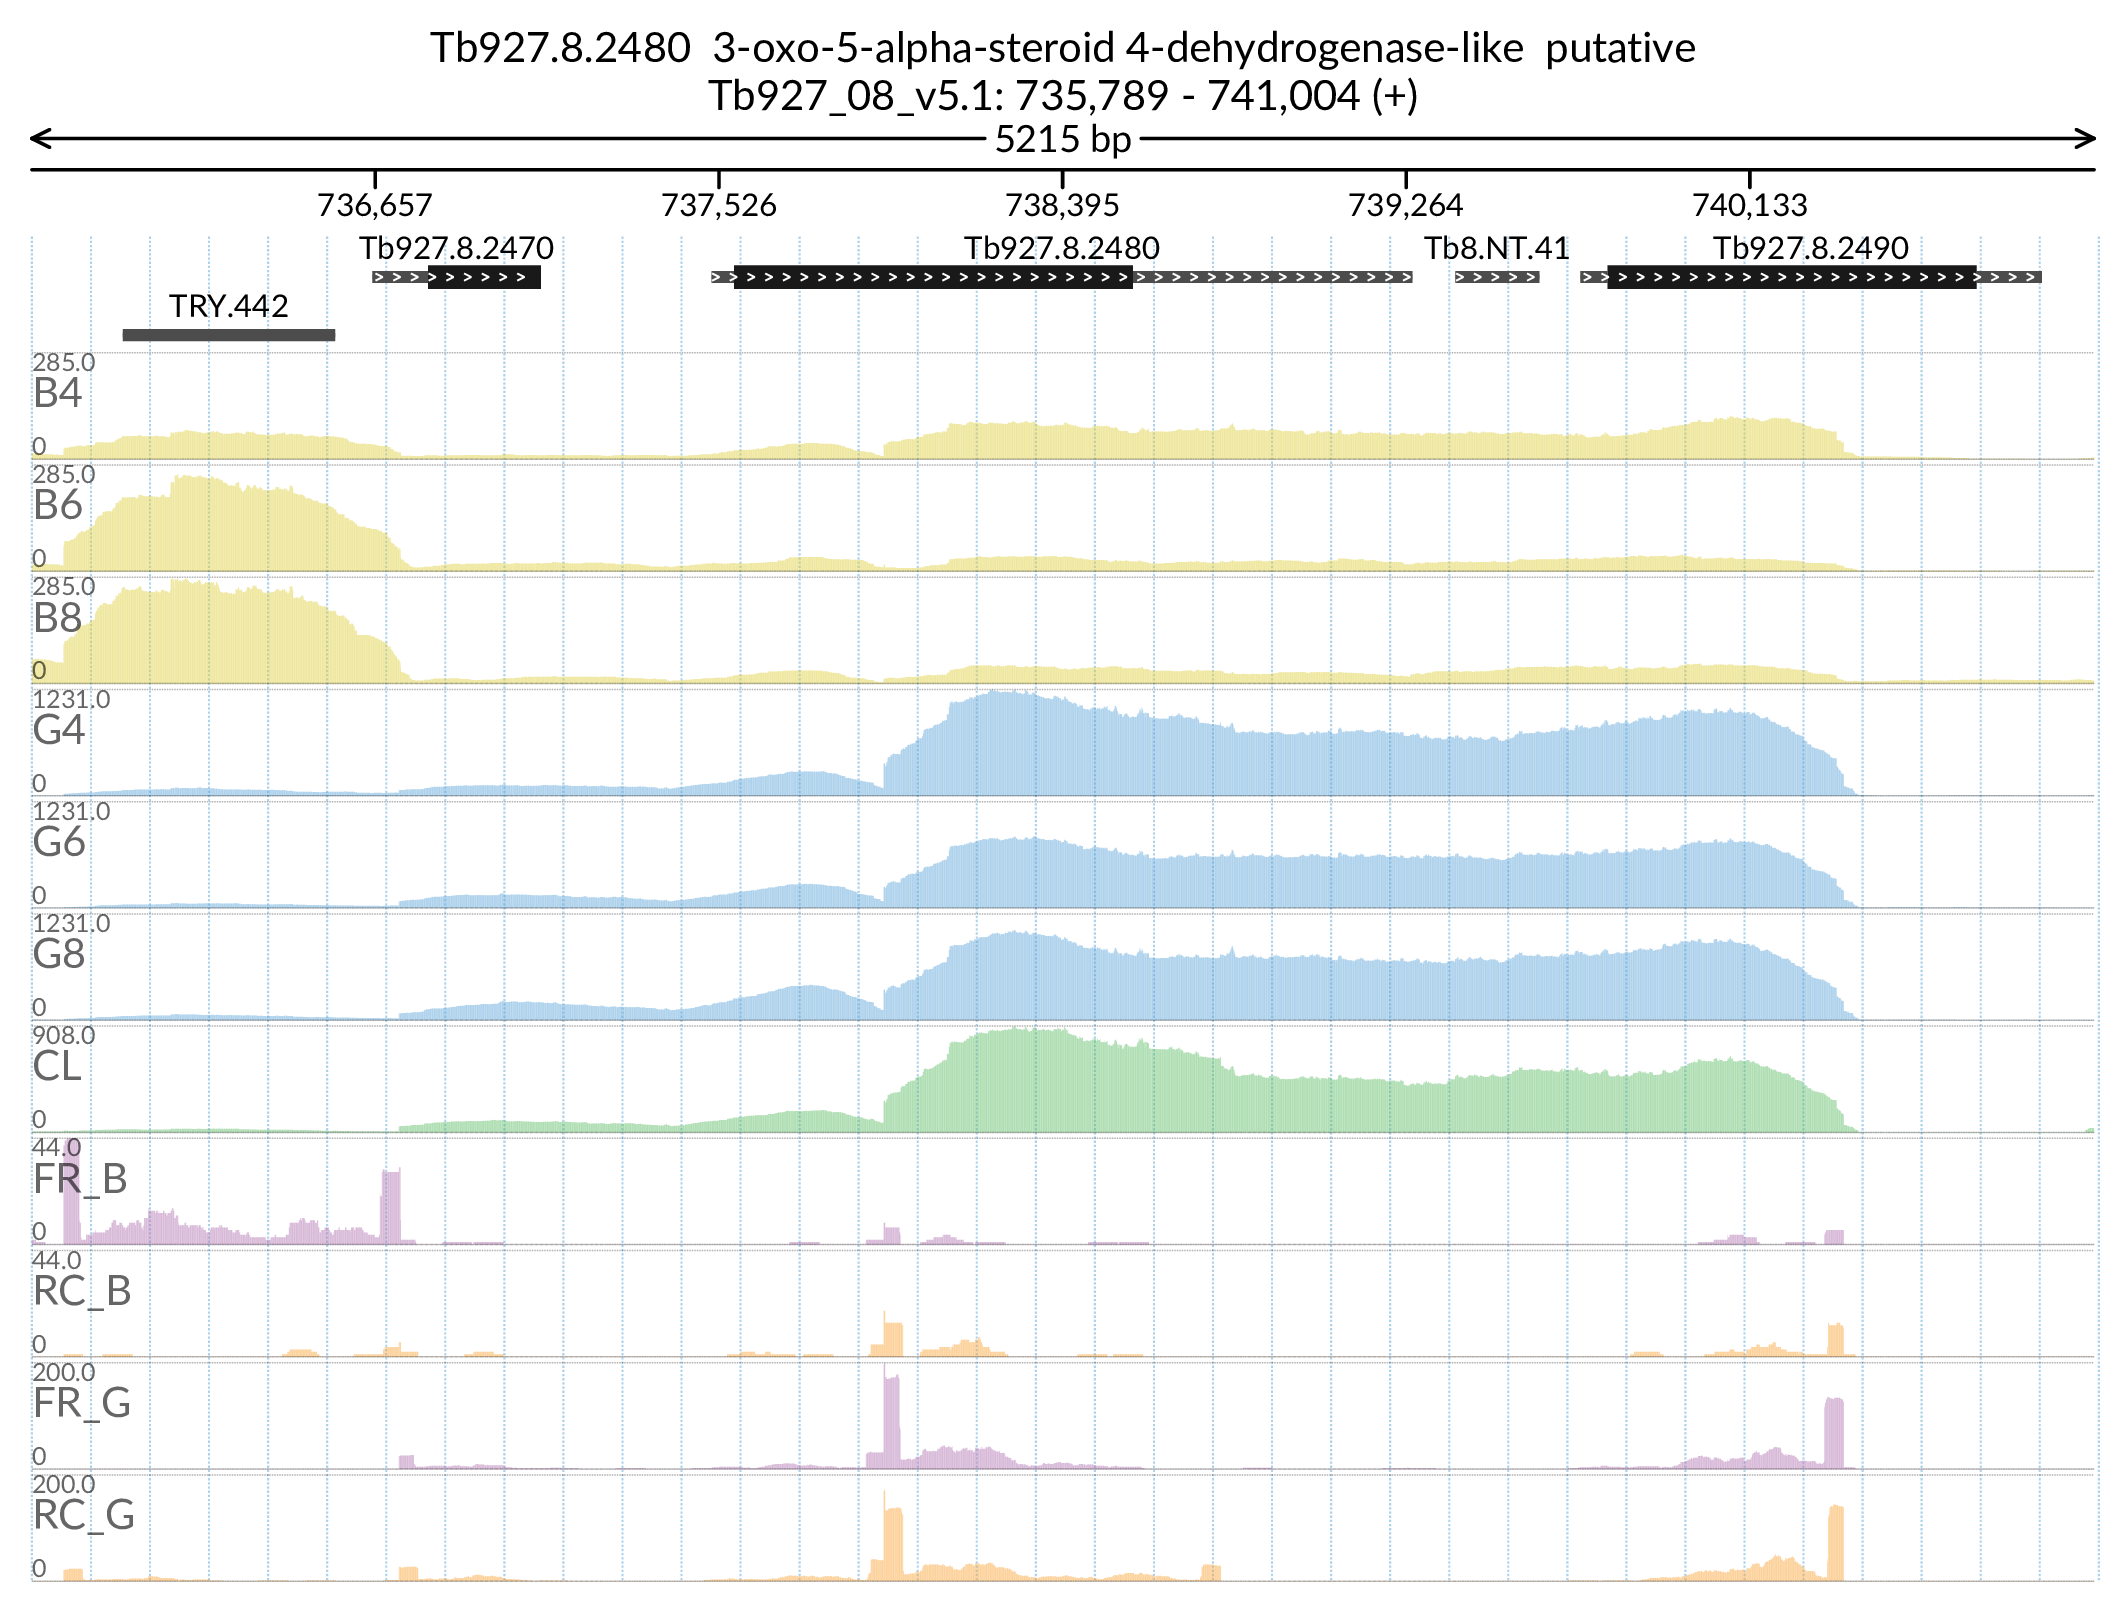 Tb927.8.2480 3-oxo-5-alpha-steroid 4-dehydrogenase-like putative
Tb927_08_v5.1: 735,789 - 741,004 (+)
5215 bp
736,657 737,526 738,395 739,264 740,133
Tb927.8.2470 Tb927.8.2480 Tb8.NT.41 Tb927.8.2490
TRY.442
285.0
B4
0
285.0
B6
0
285.0
B8
0
1231.0
G4
0
1231.0
G6
0
1231.0
G8
0
908.0
CL
0
44.0
FR_B
0
44.0
RC_B
0
200.0
FR_G
0
200.0
RC_G
0